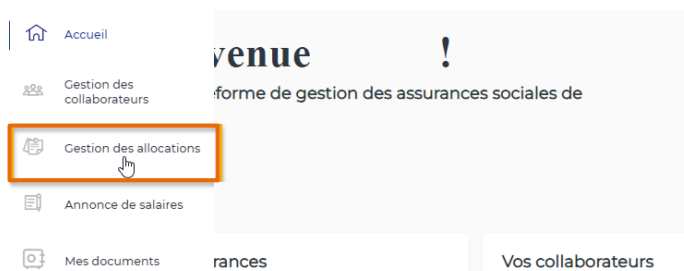 Accueil
venue !
Gestion des
collaborateurs
forme de gestion des assurances sociales de
Gestion des allocations
Annonce de salaires
Mes documents
rances
Vos collaborateurs